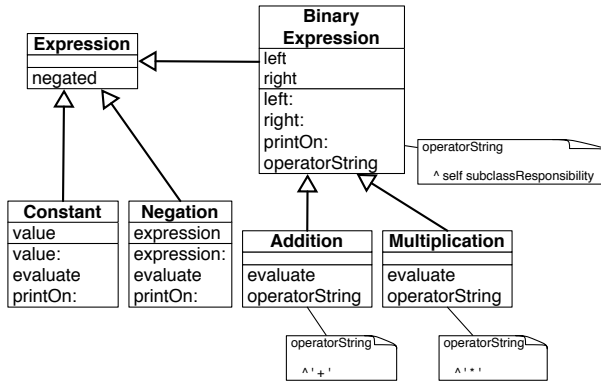 Expression
negated
Binary
Expression
left
right
left:
right:
printOn:
operatorString
operatorString
^ self subclassResponsibility
Constant
value
value:
evaluate
printOn:
Negation
expression
expression:
evaluate
printOn:
Addition
evaluate
operatorString
Multiplication
evaluate
operatorString
operatorString
^ ' + '
operatorString
^ ' * '